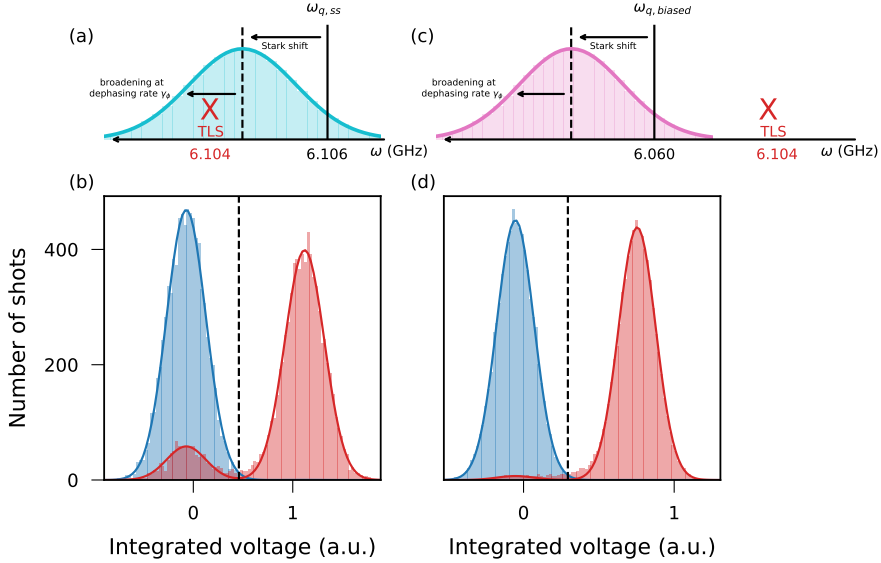 (a)
ω_{q,ss}
Stark shift
broadening at
dephasing rate γ_ϕ
X
TLS
6.104
6.106
ω (GHz)
(c)
ω_{q,biased}
Stark shift
broadening at
dephasing rate γ_ϕ
X
TLS
6.060
6.104
ω (GHz)
(b)
Number of shots
400
200
0
0
1
Integrated voltage (a.u.)
(d)
0
1
Integrated voltage (a.u.)